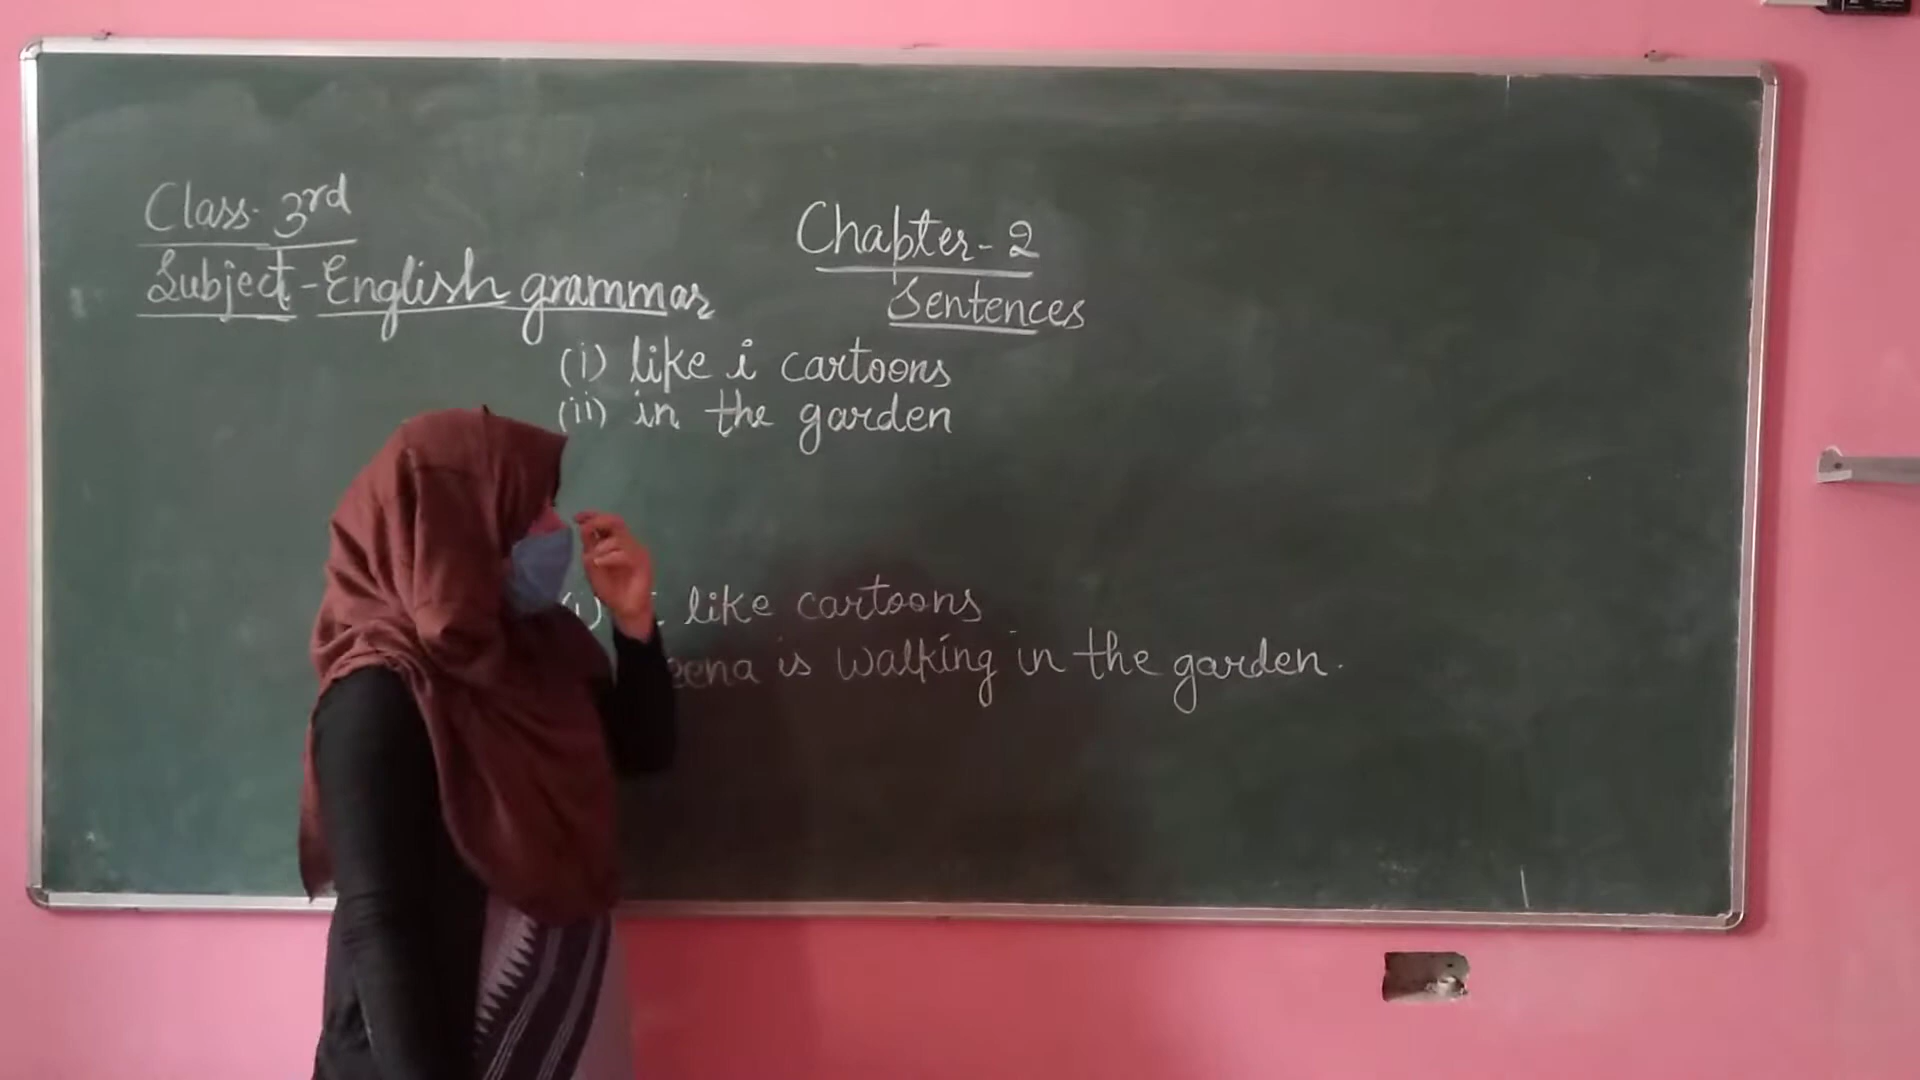 Class- 3rd
Subject-English grammar
Chapter-2
Sentences
(i) like i cartoons
(ii) in the garden
(i) I like cartoons
is walking in the garden.